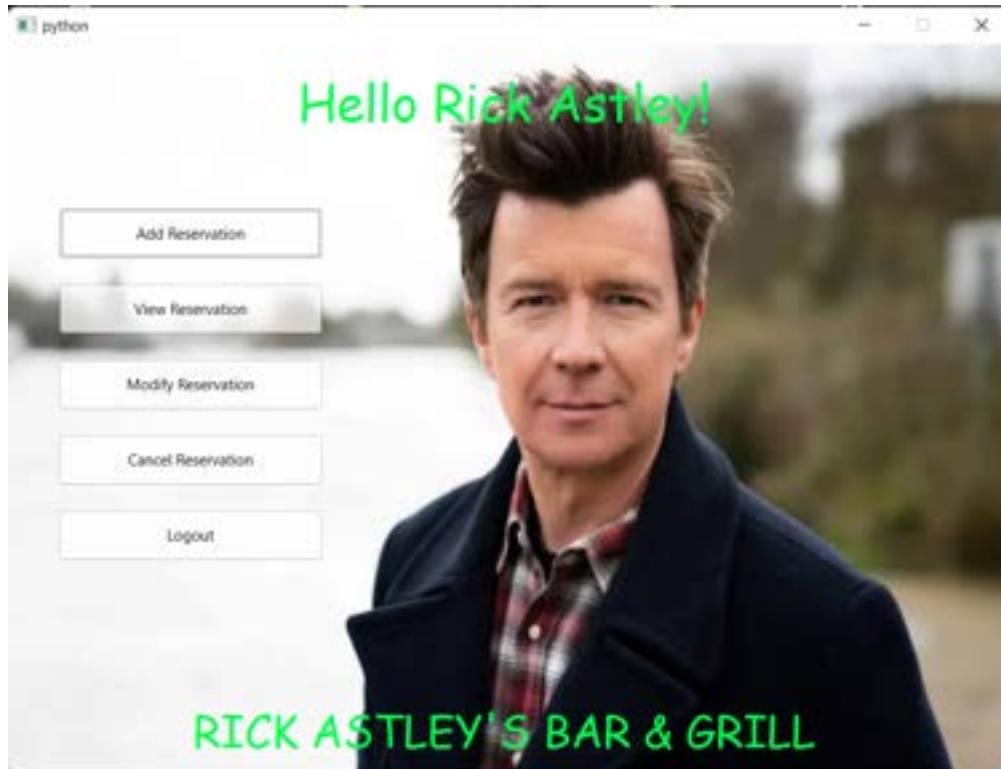 python
Hello Rick Astley!
Add Reservation
View Reservation
Modify Reservation
Cancel Reservation
Logout
RICK ASTLEY'S BAR & GRILL